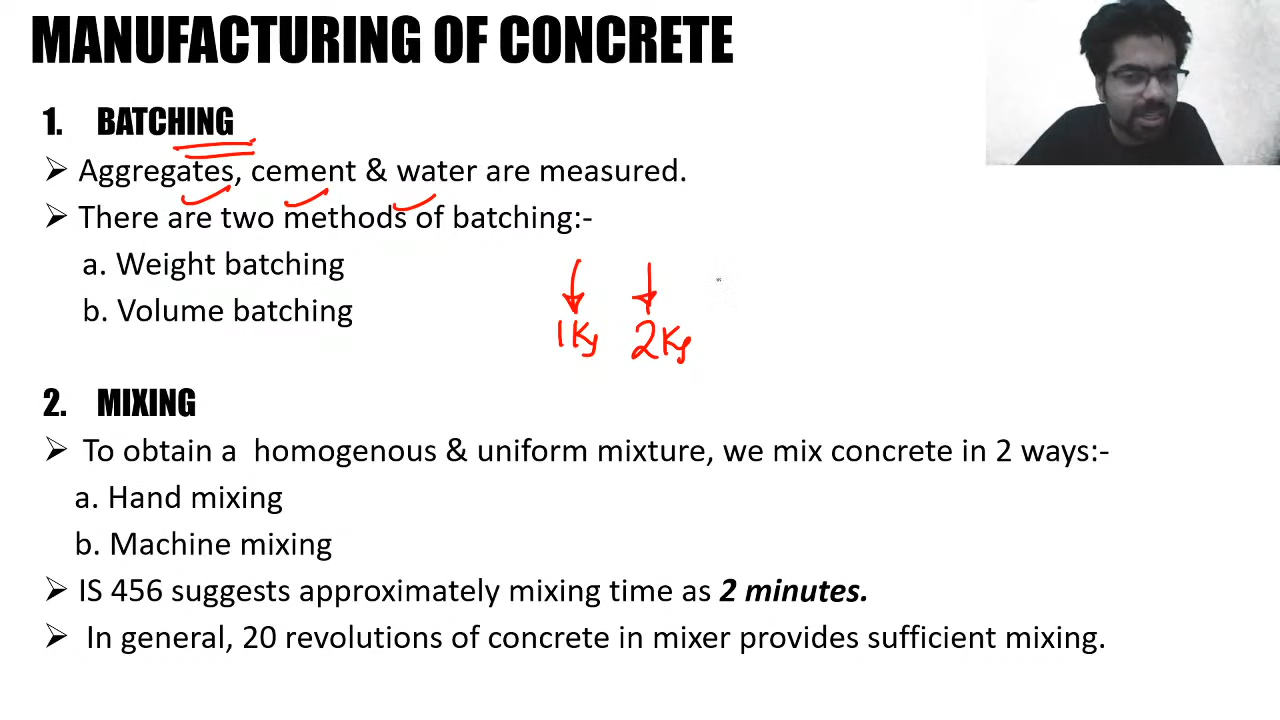 MANUFACTURING OF CONCRETE
1. BATCHING
➢ Aggregates, cement & water are measured.
➢ There are two methods of batching:-
a. Weight batching
b. Volume batching
1Kg 2Kg
2. MIXING
➢ To obtain a homogenous & uniform mixture, we mix concrete in 2 ways:-
a. Hand mixing
b. Machine mixing
➢ IS 456 suggests approximately mixing time as 2 minutes.
➢ In general, 20 revolutions of concrete in mixer provides sufficient mixing.